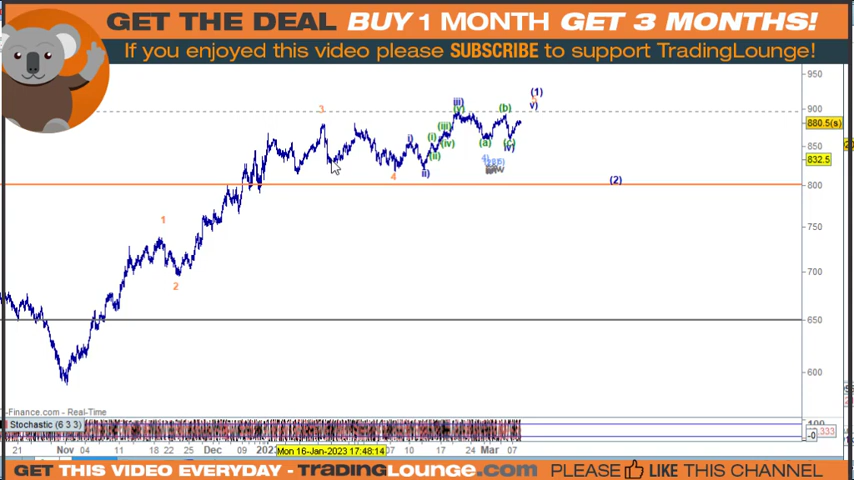 GET THE DEAL BUY 1 MONTH GET 3 MONTHS!
If you enjoyed this video please SUBSCRIBE to support TradingLounge!
950
(1)
iii)
(v)
3
(b)
v)
900
880.5(s)
(iii)
i)
(i)
(a)
(c)
850
(iv)
iv)
(ii)
832.5
4
ii)
(2)
800
1
750
2
700
650
600
-Finance.com - Real-Time
Stochastic (6 3 3)
100
333
-0
21
Nov
04
11
18
22
25
Dec
09
2023
Mon 16-Jan-2023 17:48:14
07
10
17
24
Mar
07
GET THIS VIDEO EVERYDAY - TRADINGLOUNGE.COM PLEASE LIKE THIS CHANNEL